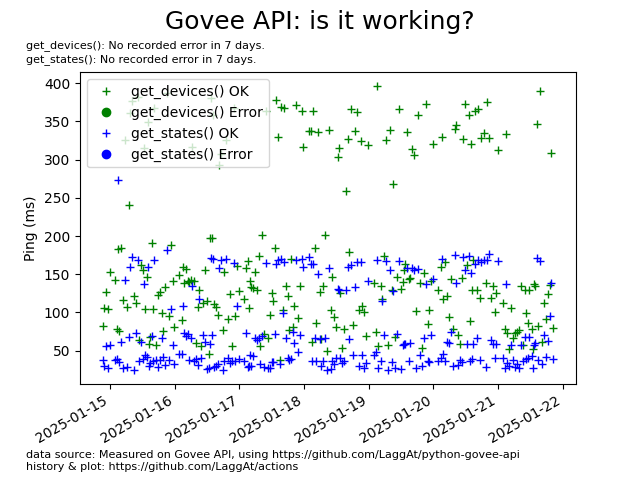 Govee API: is it working?
get_devices(): No recorded error in 7 days.
get_states(): No recorded error in 7 days.
400
350
300
250
200
150
100
50
Ping (ms)
get_devices() OK
get_devices() Error
get_states() OK
get_states() Error
2025-01-15
2025-01-16
2025-01-17
2025-01-18
2025-01-19
2025-01-20
2025-01-21
2025-01-22
data source: Measured on Govee API, using https://github.com/LaggAt/python-govee-api
history & plot: https://github.com/LaggAt/actions